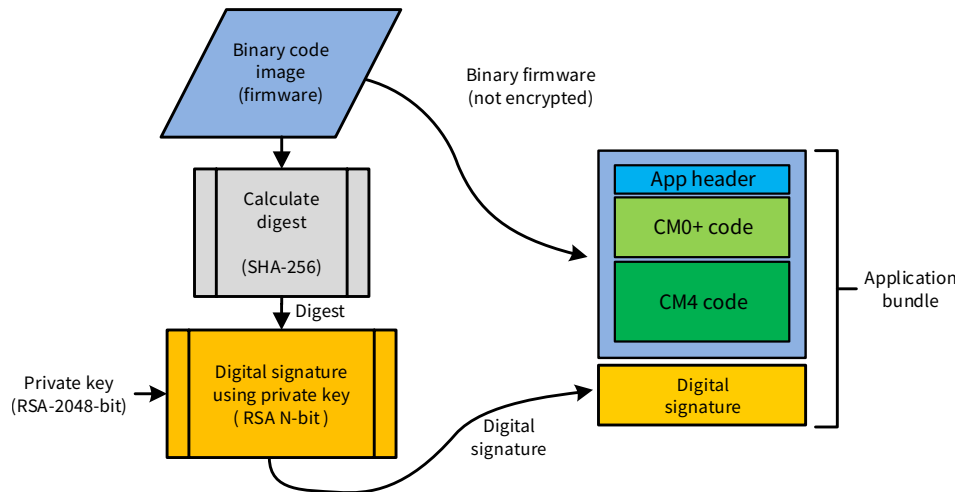 Binary code
image
(firmware)
Binary firmware
(not encrypted)
Calculate
digest
(SHA-256)
Digest
Private key
(RSA-2048-bit)
Digital signature
using private key
( RSA N-bit )
Digital
signature
App header
CM0+ code
CM4 code
Digital
signature
Application
bundle